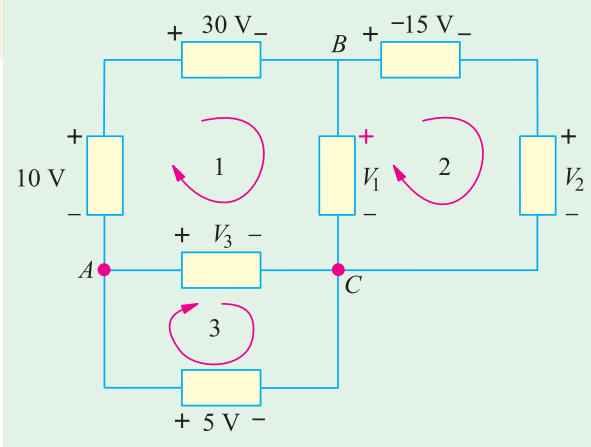 + 30 V –
B
+ –15 V –
+
10 V
–
1
+
V1
–
2
+
V2
–
A
+ V3 –
C
3
+ 5 V –